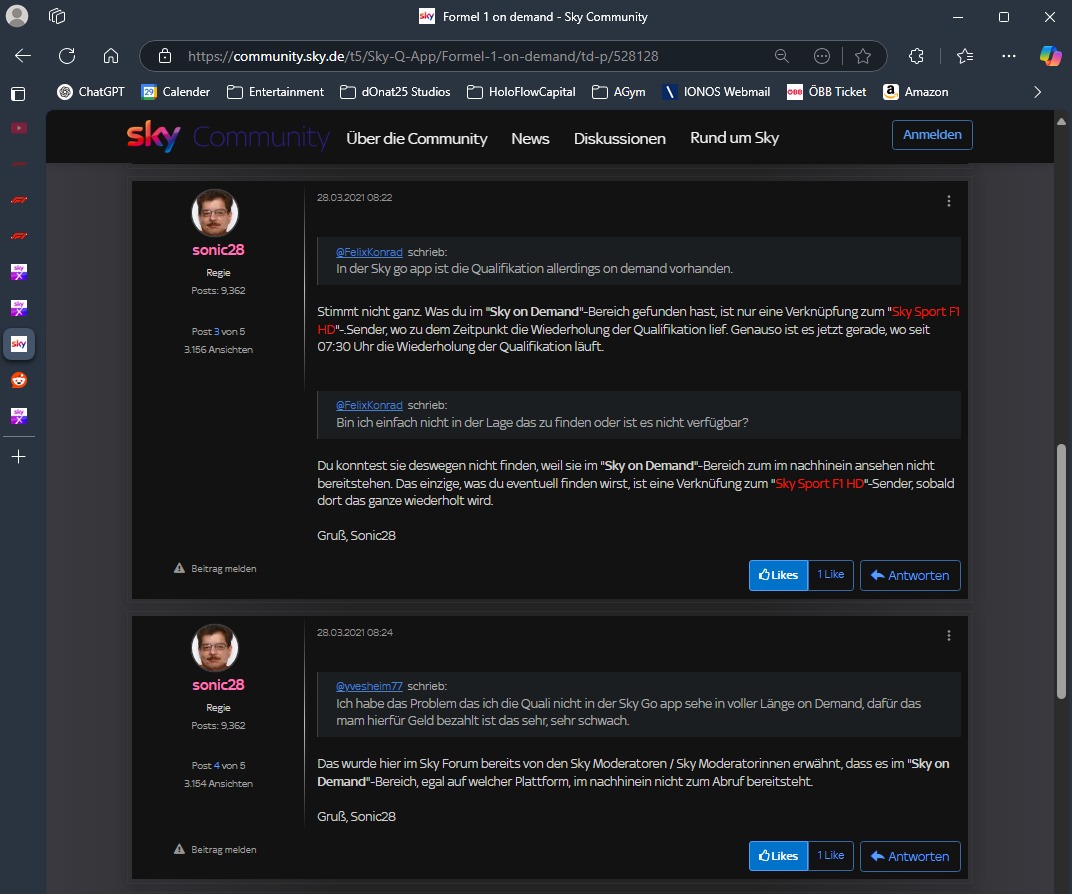 sky Formel 1 on demand - Sky Community
https://community.sky.de/t5/Sky-Q-App/Formel-1-on-demand/td-p/528128
ChatGPT 29 Calender Entertainment dOnat25 Studios HoloFlowCapital AGym IONOS Webmail ÖBB ÖBB Ticket a Amazon
sky Community Über die Community News Diskussionen Rund um Sky Anmelden
sky X
sky X
sky
sky X
sonic28
Regie
Posts: 9,362
Post 3 von 5
3.156 Ansichten
28.03.2021 08:22
@FelixKonrad schrieb:
In der Sky go app ist die Qualifikation allerdings on demand vorhanden.
Stimmt nicht ganz. Was du im "Sky on Demand"-Bereich gefunden hast, ist nur eine Verknüpfung zum "Sky Sport F1
HD"-.Sender, wo zu dem Zeitpunkt die Wiederholung der Qualifikation lief. Genauso ist es jetzt gerade, wo seit
07:30 Uhr die Wiederholung der Qualifikation läuft.
@FelixKonrad schrieb:
Bin ich einfach nicht in der Lage das zu finden oder ist es nicht verfügbar?
Du konntest sie deswegen nicht finden, weil sie im "Sky on Demand"-Bereich zum im nachhinein ansehen nicht
bereitstehen. Das einzige, was du eventuell finden wirst, ist eine Verknüfung zum "Sky Sport F1 HD"-Sender, sobald
dort das ganze wiederholt wird.
Gruß, Sonic28
Beitrag melden
Likes 1 Like Antworten
sonic28
Regie
Posts: 9,362
Post 4 von 5
3.154 Ansichten
28.03.2021 08:24
@yvesheim77 schrieb:
Ich habe das Problem das ich die Quali nicht in der Sky Go app sehe in voller Länge on Demand, dafür das
mam hierfür Geld bezahlt ist das sehr, sehr schwach.
Das wurde hier im Sky Forum bereits von den Sky Moderatoren / Sky Moderatorinnen erwähnt, dass es im "Sky on
Demand"-Bereich, egal auf welcher Plattform, im nachhinein nicht zum Abruf bereitsteht.
Gruß, Sonic28
Beitrag melden
Likes 1 Like Antworten